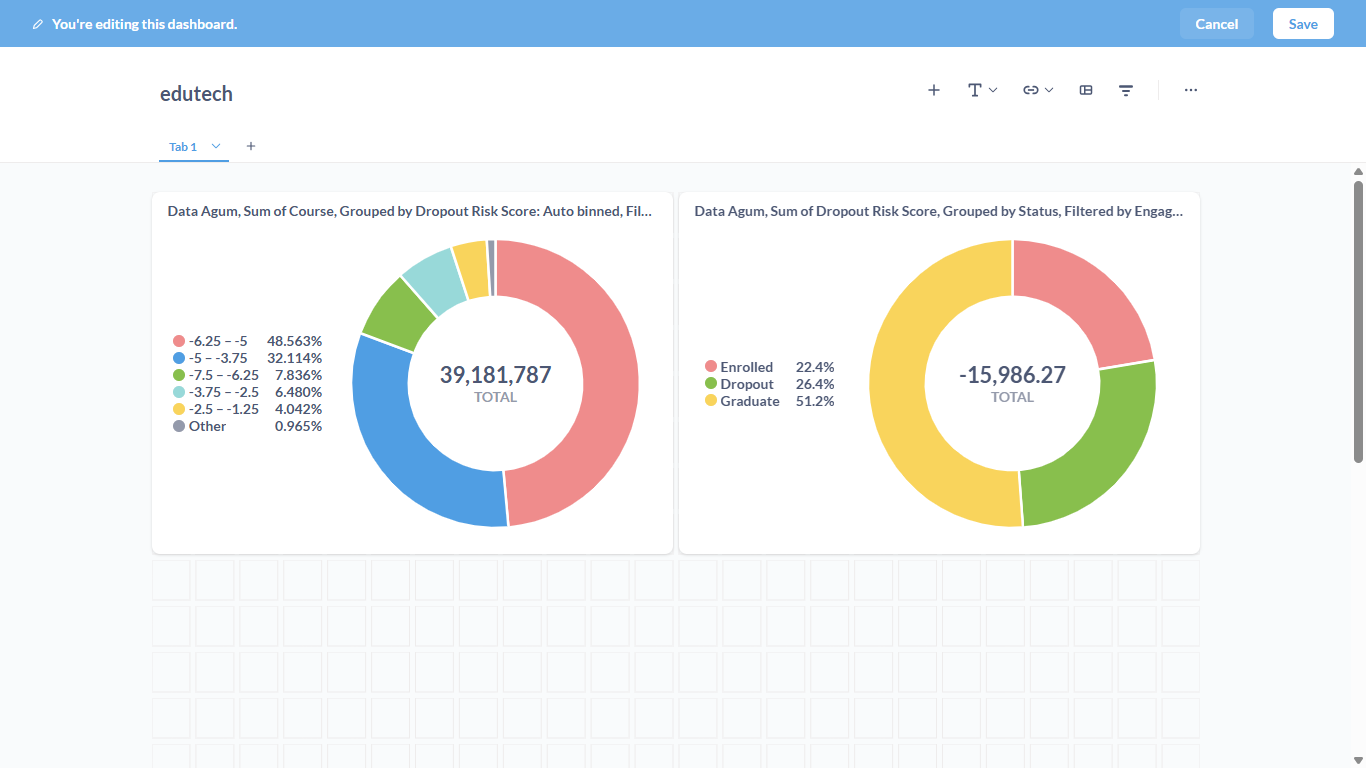 You're editing this dashboard.
Cancel
Save
edutech
Tab 1
Data Agum, Sum of Course, Grouped by Dropout Risk Score: Auto binned, Fil...
-6.25 – -5 48.563%
-5 – -3.75 32.114%
-7.5 – -6.25 7.836%
-3.75 – -2.5 6.480%
-2.5 – -1.25 4.042%
Other 0.965%
39,181,787
TOTAL
Data Agum, Sum of Dropout Risk Score, Grouped by Status, Filtered by Engag...
Enrolled 22.4%
Dropout 26.4%
Graduate 51.2%
-15,986.27
TOTAL